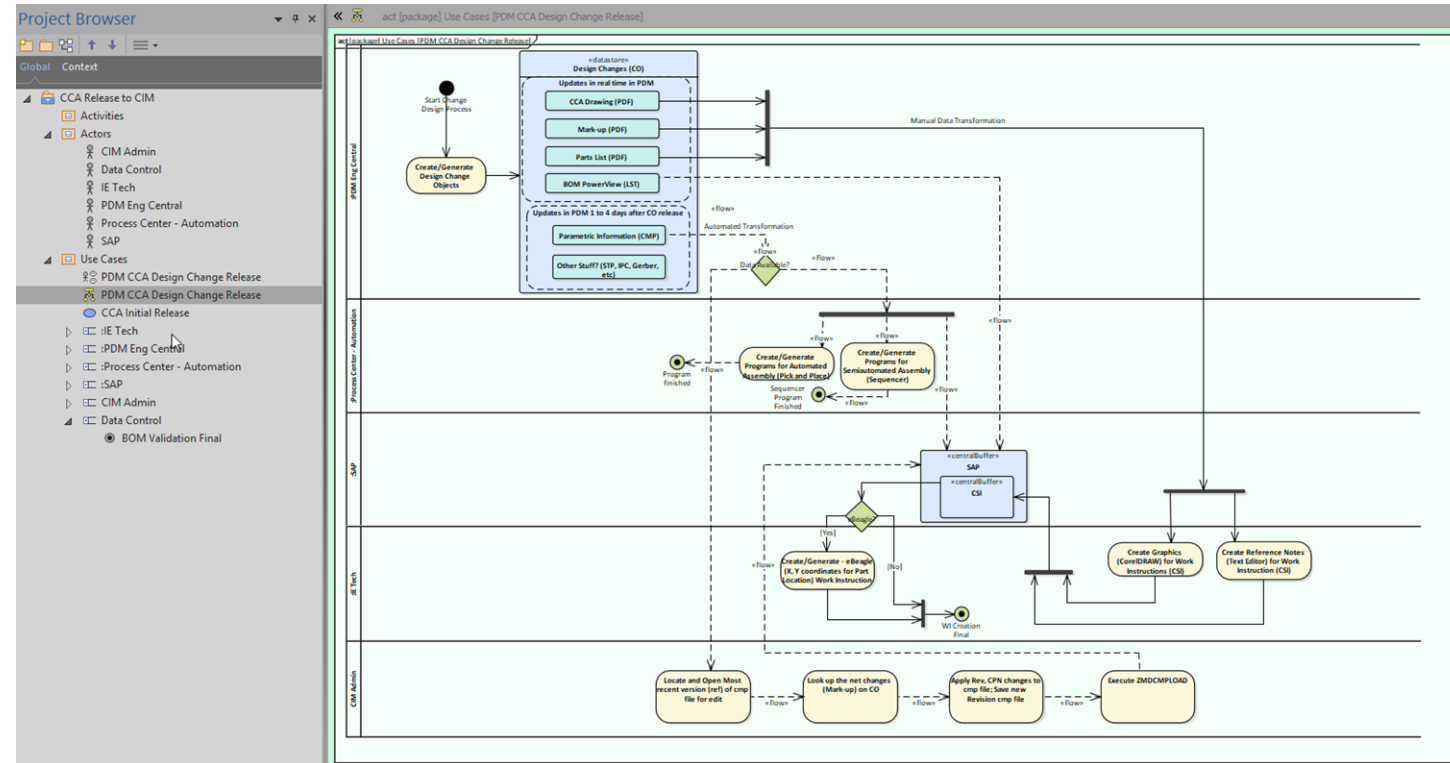 Project Browser
Global Context
CCA Release to CIM
Activities
Actors
CIM Admin
Data Control
IE Tech
PDM Eng Central
Process Center - Automation
SAP
Use Cases
PDM CCA Design Change Release
PDM CCA Design Change Release
CCA Initial Release
:IE Tech
:PDM Eng Central
:Process Center - Automation
:SAP
CIM Admin
Data Control
BOM Validation Final
act [package] Use Cases [PDM CCA Design Change Release]
act [package] Use Cases [PDM CCA Design Change Release]
:PDM Eng Central
Start Change
Design Process
Create/Generate
Design Change
Objects
«datastore»
Design Changes (CO)
Updates in real time in PDM
CCA Drawing (PDF)
Mark-up (PDF)
Parts List (PDF)
BOM PowerView (LST)
Updates in PDM 1 to 4 days after CO release
Parametric Information (CMP)
Other Stuff? (STP, IPC, Gerber,
etc)
Manual Data Transformation
«flow»
Automated Transformation
«flow»
Data Available?
«flow»
«flow»
:Process Center - Automation
«flow»
«flow»
Create/Generate
Programs for Automated
Assembly (Pick and Place)
Create/Generate
Programs for
Semiautomated Assembly
(Sequencer)
Program
finished
«flow»
Sequencer
Program
Finished
«flow»
«flow»
:SAP
«centralBuffer»
SAP
«centralBuffer»
CSI
eBeagle?
:IE Tech
[Yes]
[No]
Create/Generate - eBeagle
(X, Y coordinates for Part
Location) Work Instruction
«flow»
WI Creation
Final
Create Graphics
(CorelDRAW) for Work
Instructions (CSI)
Create Reference Notes
(Text Editor) for Work
Instruction (CSI)
CIM Admin
Locate and Open Most
recent version (ref) of cmp
file for edit
«flow»
Look up the net changes
(Mark-up) on CO
«flow»
Apply Rev, CPN changes to
cmp file; Save new
Revision cmp file
«flow»
Execute ZMDCMPLOAD